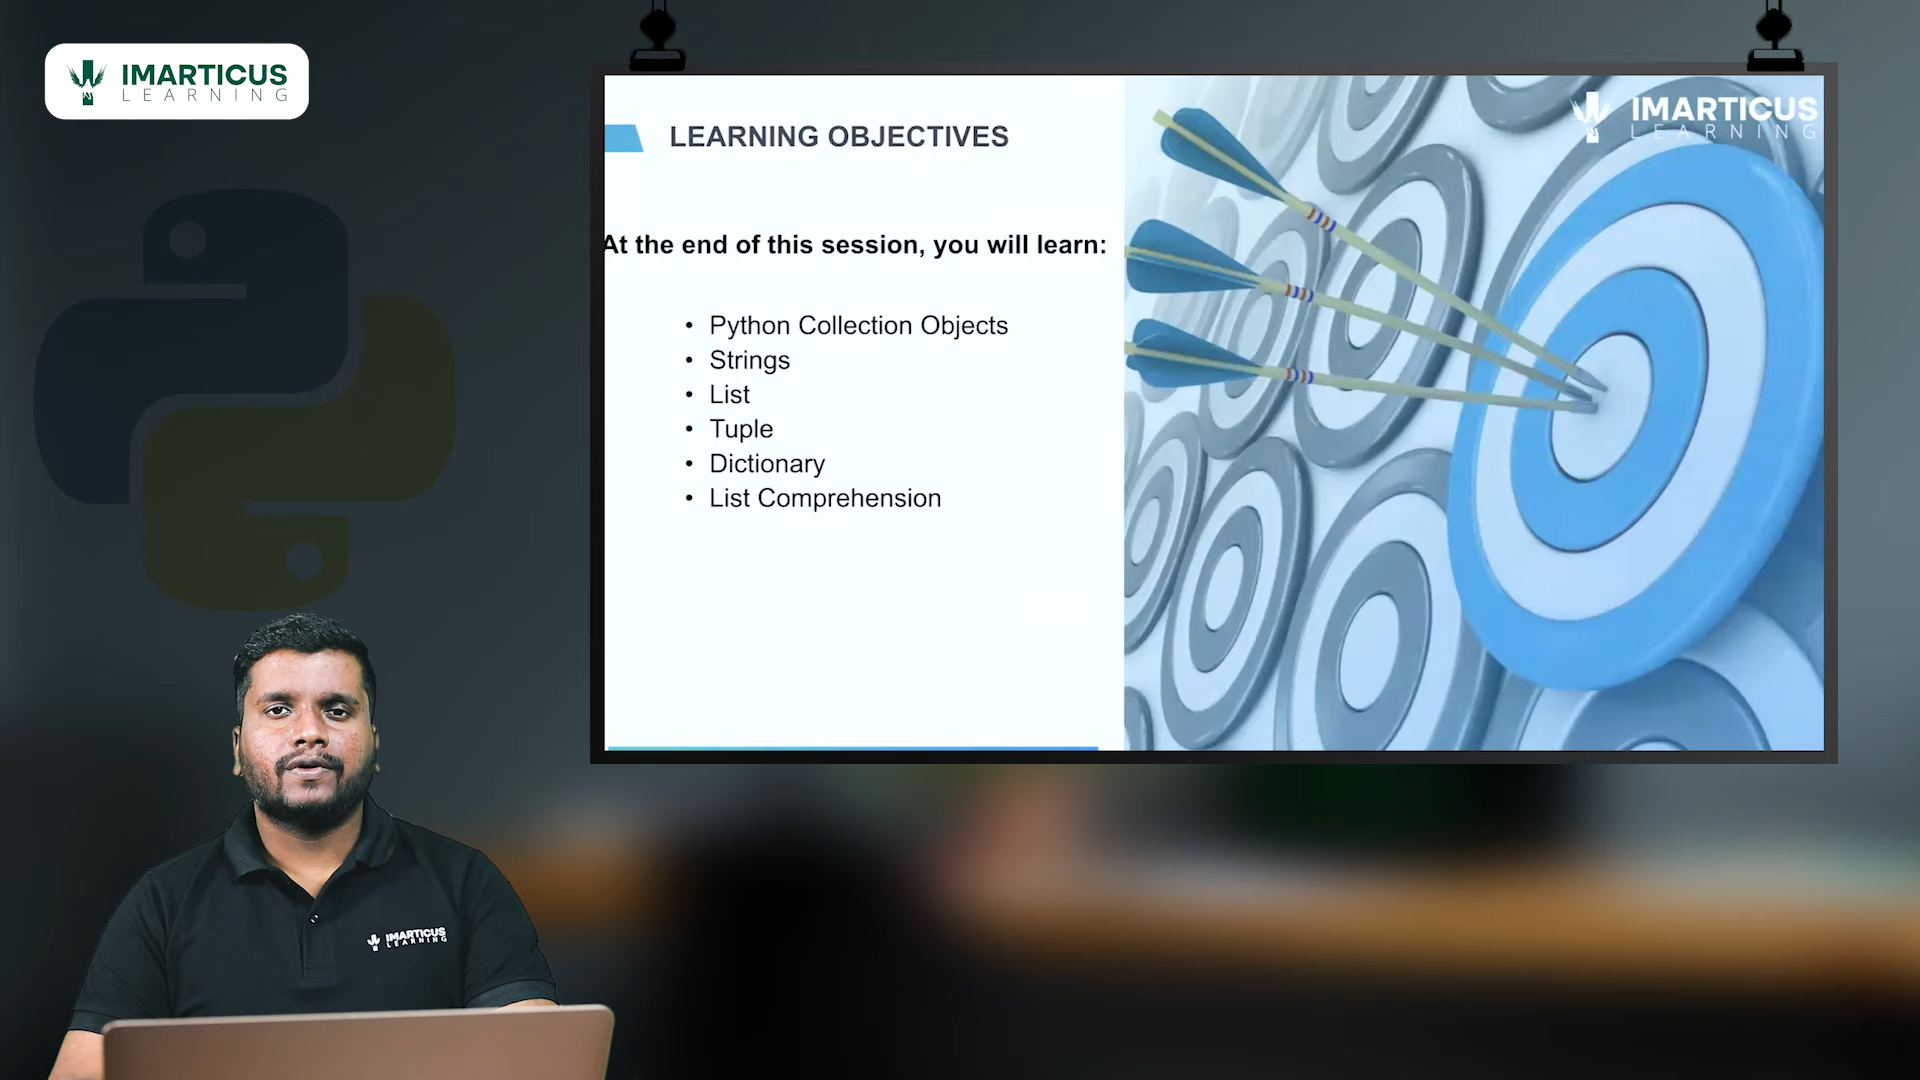 IMARTICUS
LEARNING
IMARTICUS
LEARNING
LEARNING OBJECTIVES
At the end of this session, you will learn:
• Python Collection Objects
• Strings
• List
• Tuple
• Dictionary
• List Comprehension
IMARTICUS
LEARNING